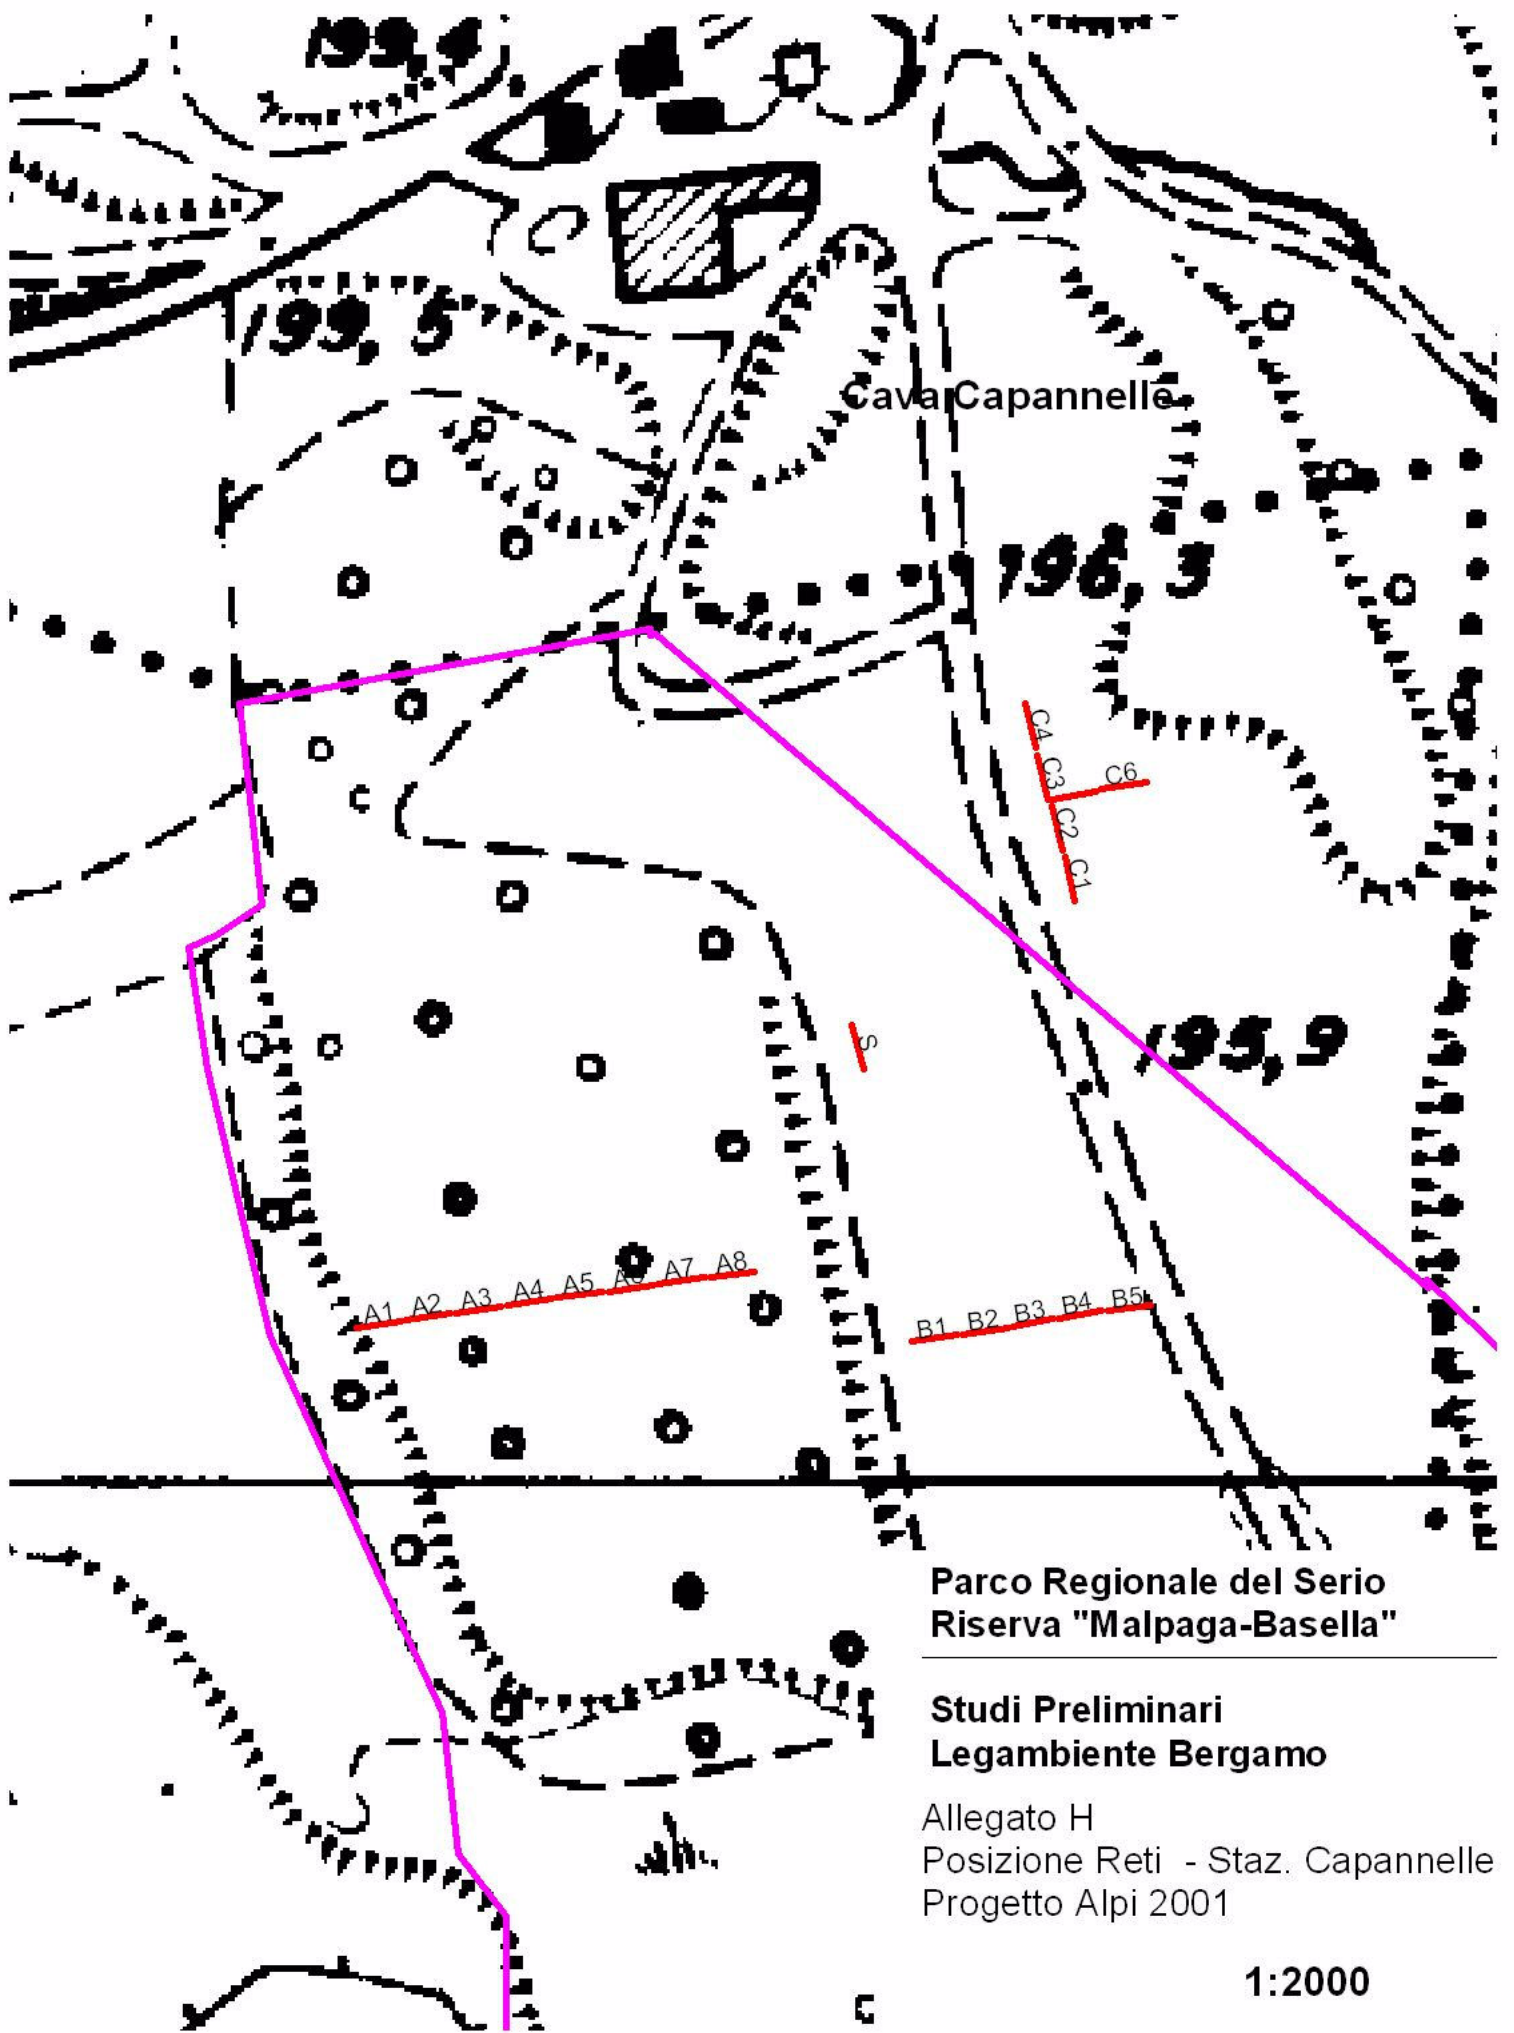 199,4
199,5
Cava Capannelle
196,3
C4
C3
C6
C2
C1
195,9
S
A1 A2 A3 A4 A5 A6 A7 A8
B1 B2 B3 B4 B5
Parco Regionale del Serio
Riserva "Malpaga-Basella"
Studi Preliminari
Legambiente Bergamo
Allegato H
Posizione Reti - Staz. Capannelle
Progetto Alpi 2001
1:2000